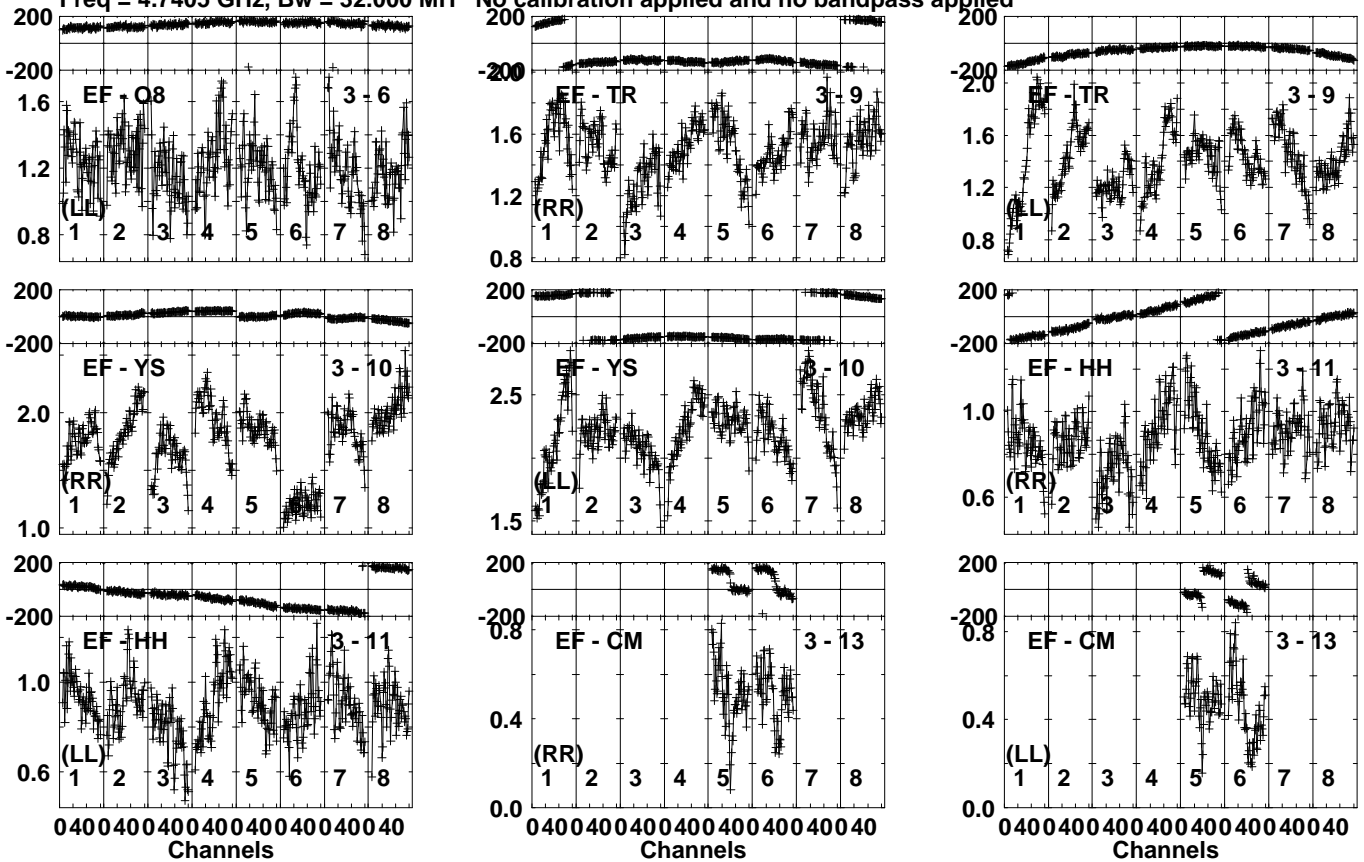 Freq = 4.7405 GHz, Bw = 32.000 MH No calibration applied and no bandpass applied
200 200 200
-200 -200 -200
EF - O8 3 - 6 2.0 EF - TR 3 - 9 2.0 EF - TR 3 - 9
1.6 1.6 1.6
1.2 1.2 1.2
0.8 0.8 0.8
(LL) (RR) (LL)
1 2 3 4 5 6 7 8 1 2 3 4 5 6 7 8 1 2 3 4 5 6 7 8
200 200 200
-200 -200 -200
EF - YS 3 - 10 EF - YS 3 - 10 EF - HH 3 - 11
2.0 2.5 1.0
(RR) (LL) (RR)
1 2 3 4 5 6 7 8 1 2 3 4 5 6 7 8 1 2 3 4 5 6 7 8
1.0 1.5 0.6
200 200 200
-200 -200 -200
EF - HH 3 - 11 0.8 EF - CM 3 - 13 0.8 EF - CM 3 - 13
1.0 0.4 0.4
(LL) (RR) (LL)
0.6 1 2 3 4 5 6 7 8 1 2 3 4 5 6 7 8 1 2 3 4 5 6 7 8
0.0 0.0
0 40 0 40 0 40 0 40 0 40 0 40 0 40 0 40 0 40 0 40 0 40 0 40 0 40 0 40 0 40 0 40 0 40 0 40 0 40 0 40 0 40 0 40 0 40 0 40
Channels Channels Channels